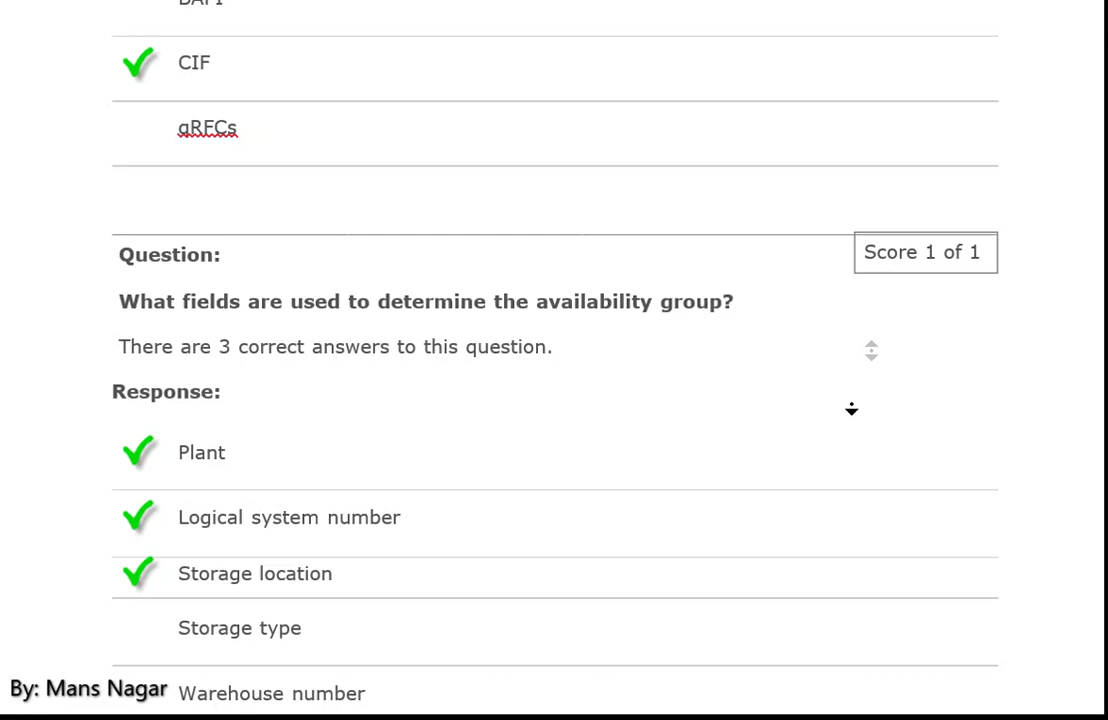 BAPI
CIF
qRFCs
Question:
Score 1 of 1
What fields are used to determine the availability group?
There are 3 correct answers to this question.
Response:
Plant
Logical system number
Storage location
Storage type
By: Mans Nagar
Warehouse number